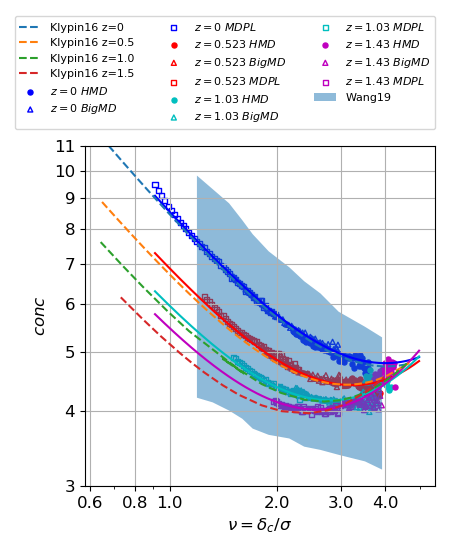 Klypin16 z=0
Klypin16 z=0.5
Klypin16 z=1.0
Klypin16 z=1.5
z = 0 HMD
z = 0 BigMD
z = 0 MDPL
z = 0.523 HMD
z = 0.523 BigMD
z = 0.523 MDPL
z = 1.03 HMD
z = 1.03 BigMD
z = 1.03 MDPL
z = 1.43 HMD
z = 1.43 BigMD
z = 1.43 MDPL
Wang19
11
10
9
8
7
6
5
4
3
conc
0.6 0.8 1.0 2.0 3.0 4.0
ν = δc/σ